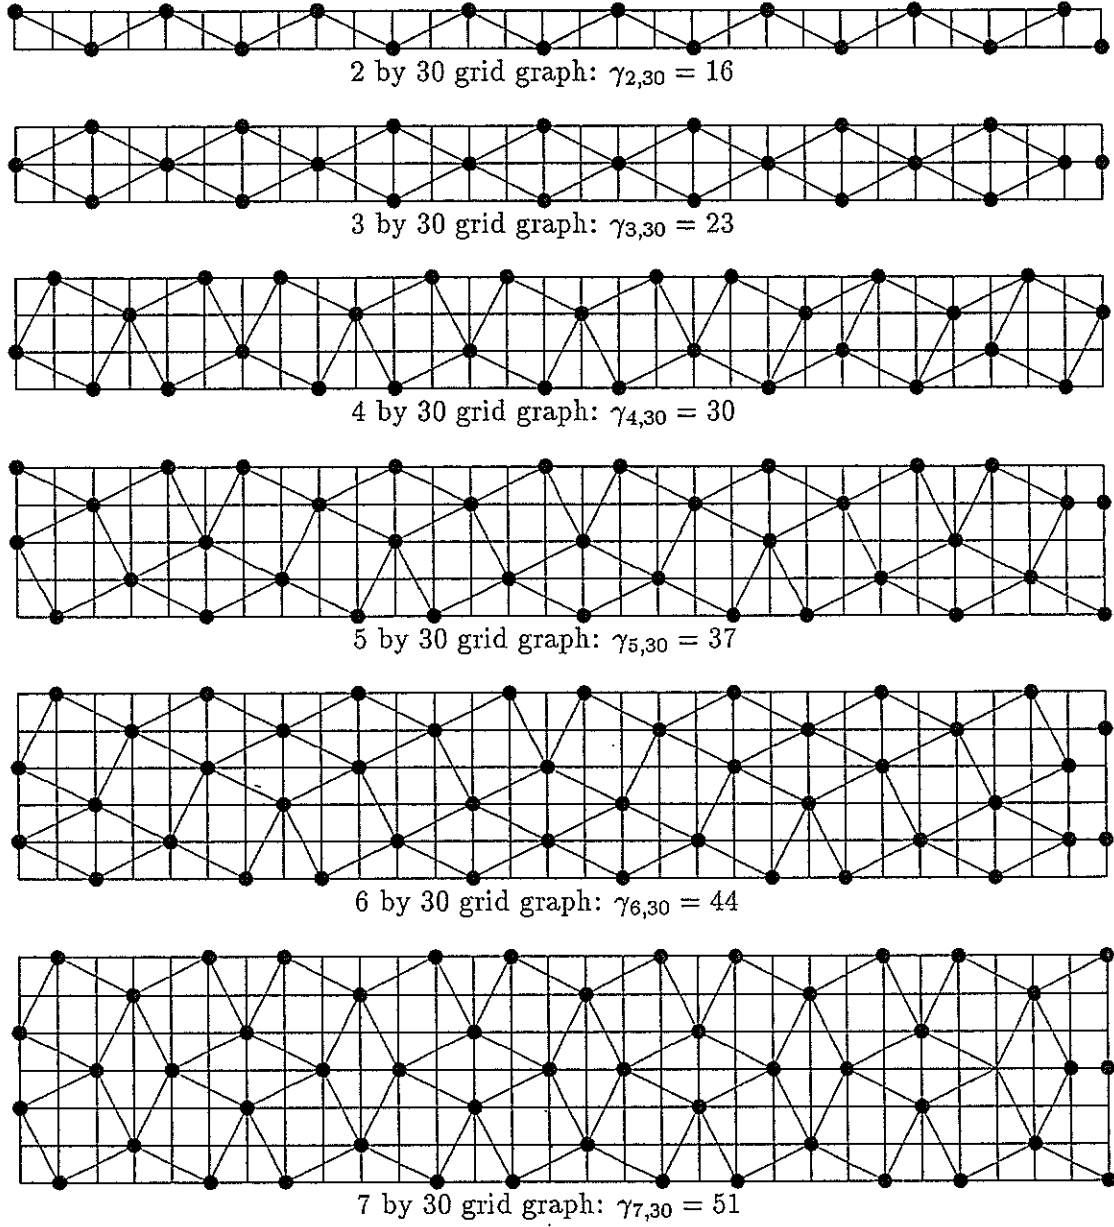 2 by 30 grid graph: γ₂,₃₀ = 16
3 by 30 grid graph: γ₃,₃₀ = 23
4 by 30 grid graph: γ₄,₃₀ = 30
5 by 30 grid graph: γ₅,₃₀ = 37
6 by 30 grid graph: γ₆,₃₀ = 44
7 by 30 grid graph: γ₇,₃₀ = 51